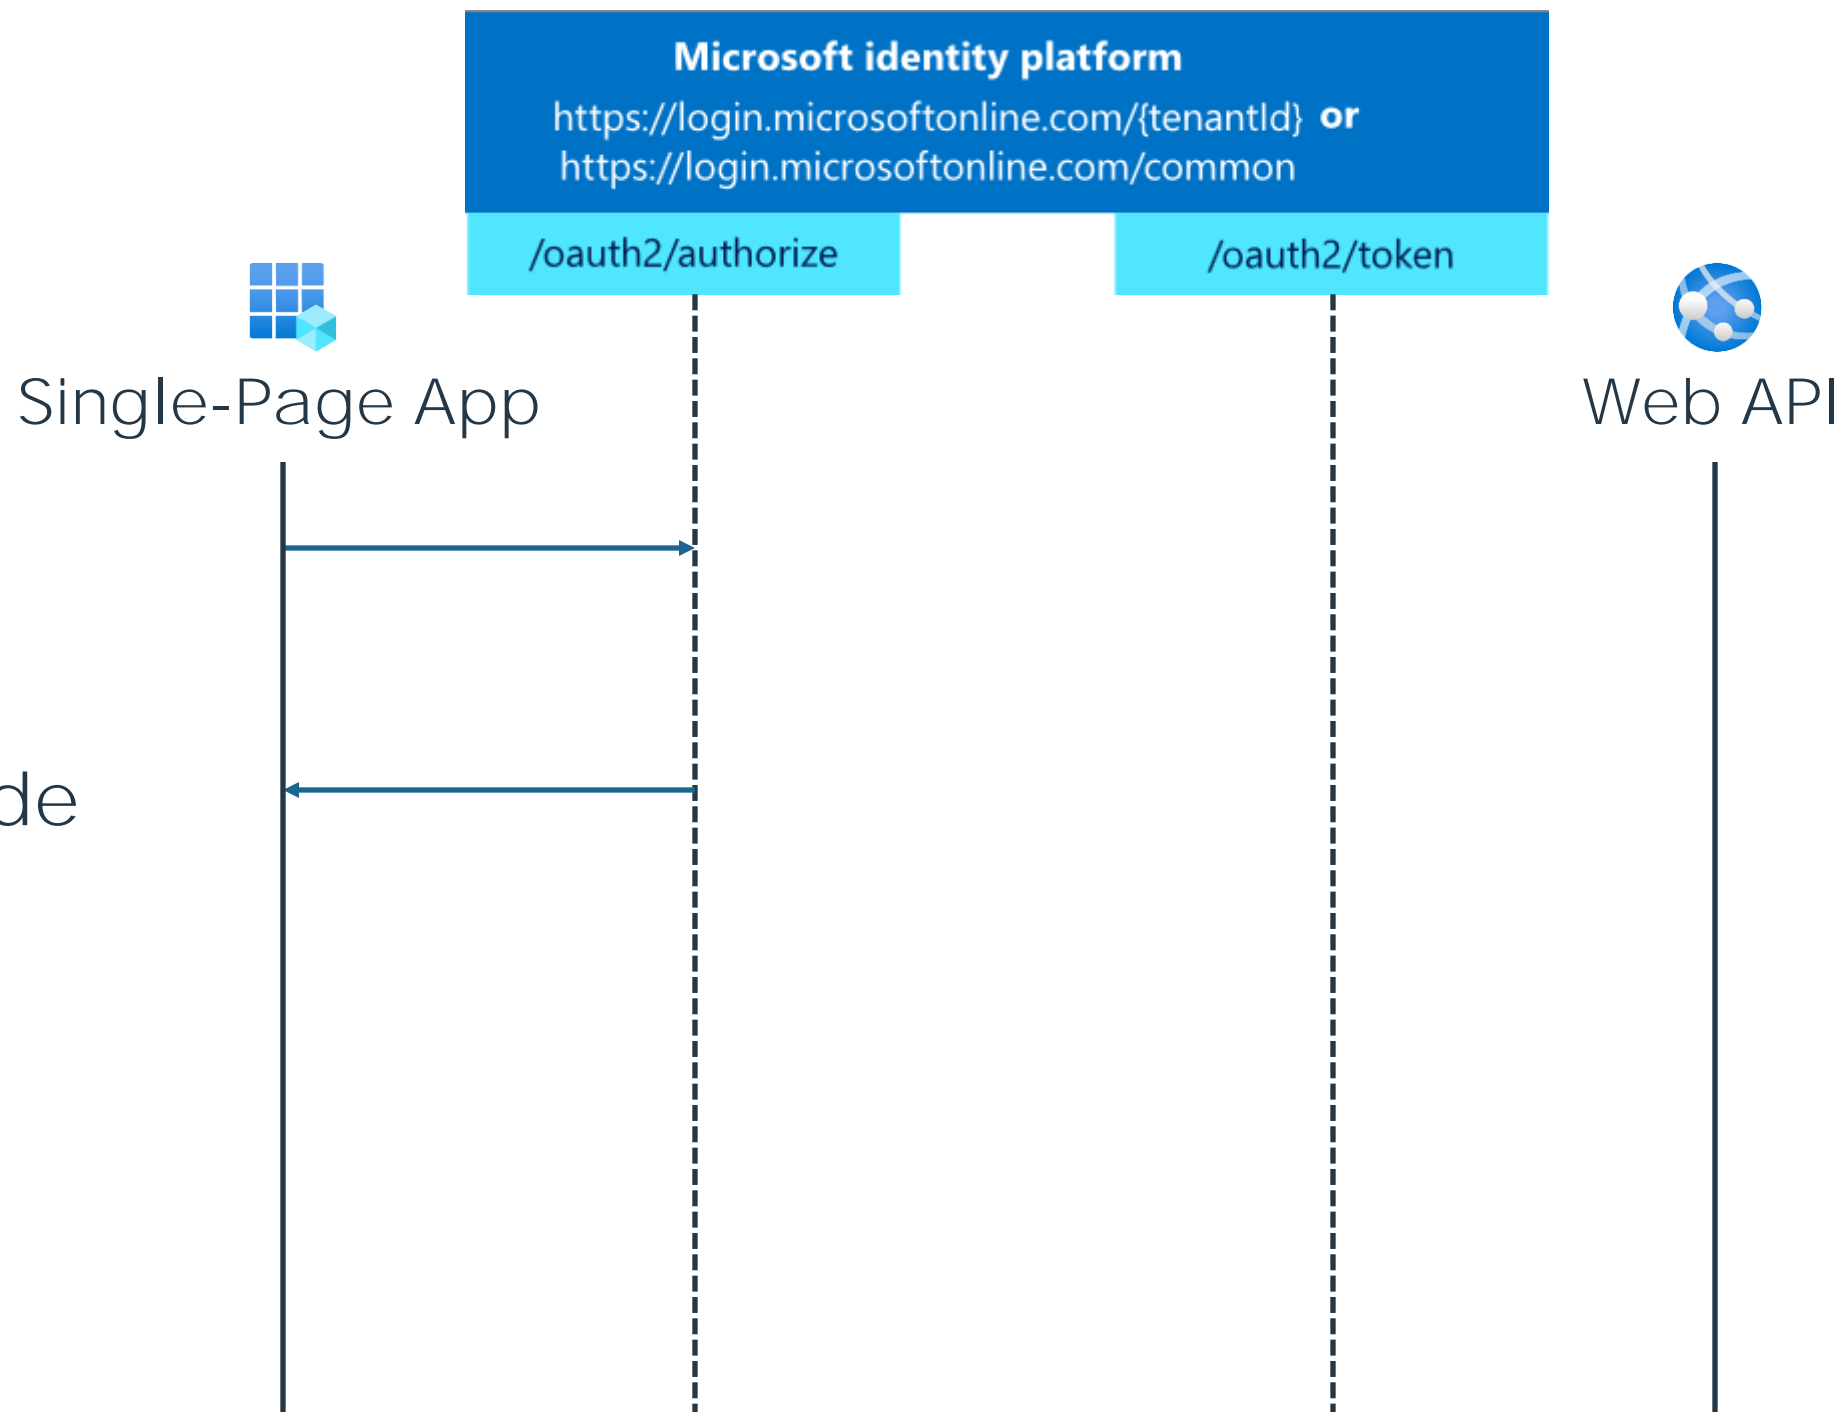 Microsoft identity platform
https://login.microsoftonline.com/{tenantId} or
https://login.microsoftonline.com/common
/oauth2/authorize
/oauth2/token
Single-Page App
Web API
de